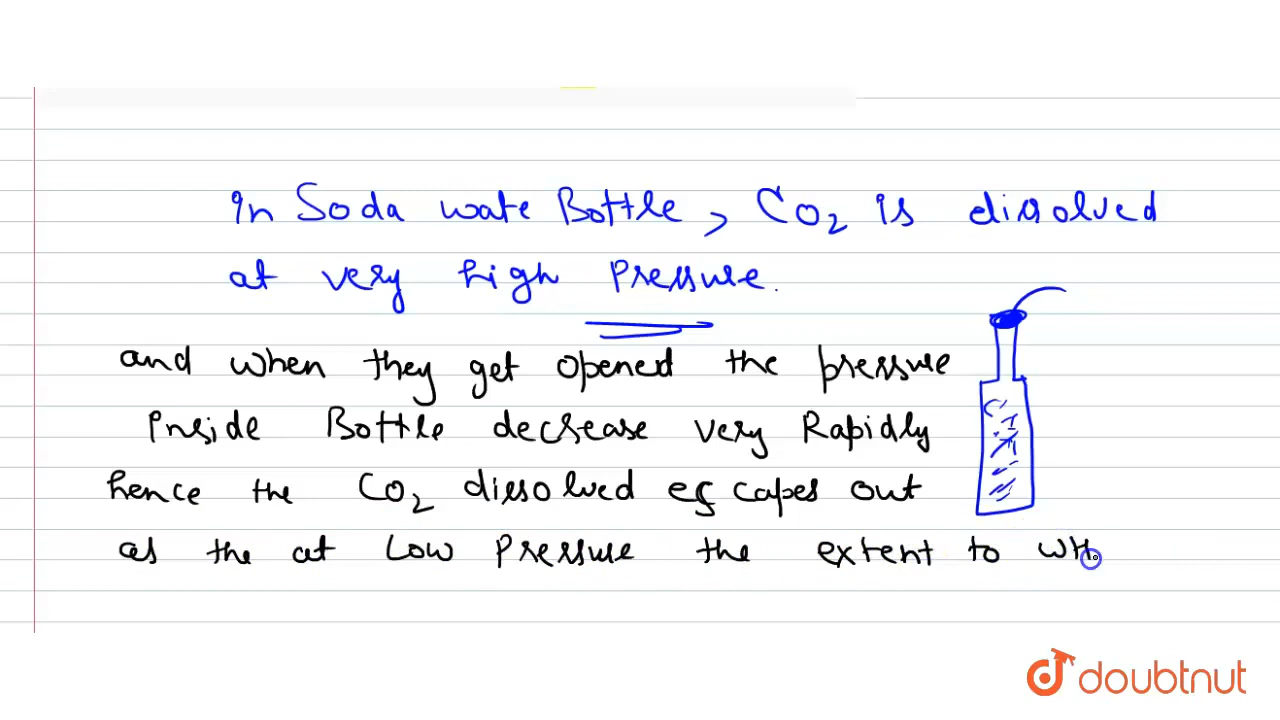 In Soda wate Bottle, CO2 is dissolved
at very high Pressure.
and when they get opened the pressure
Inside Bottle decrease very Rapidly
hence the CO2 dissolved escapes out
as the at Low Pressure the extent to WH
doubtnut